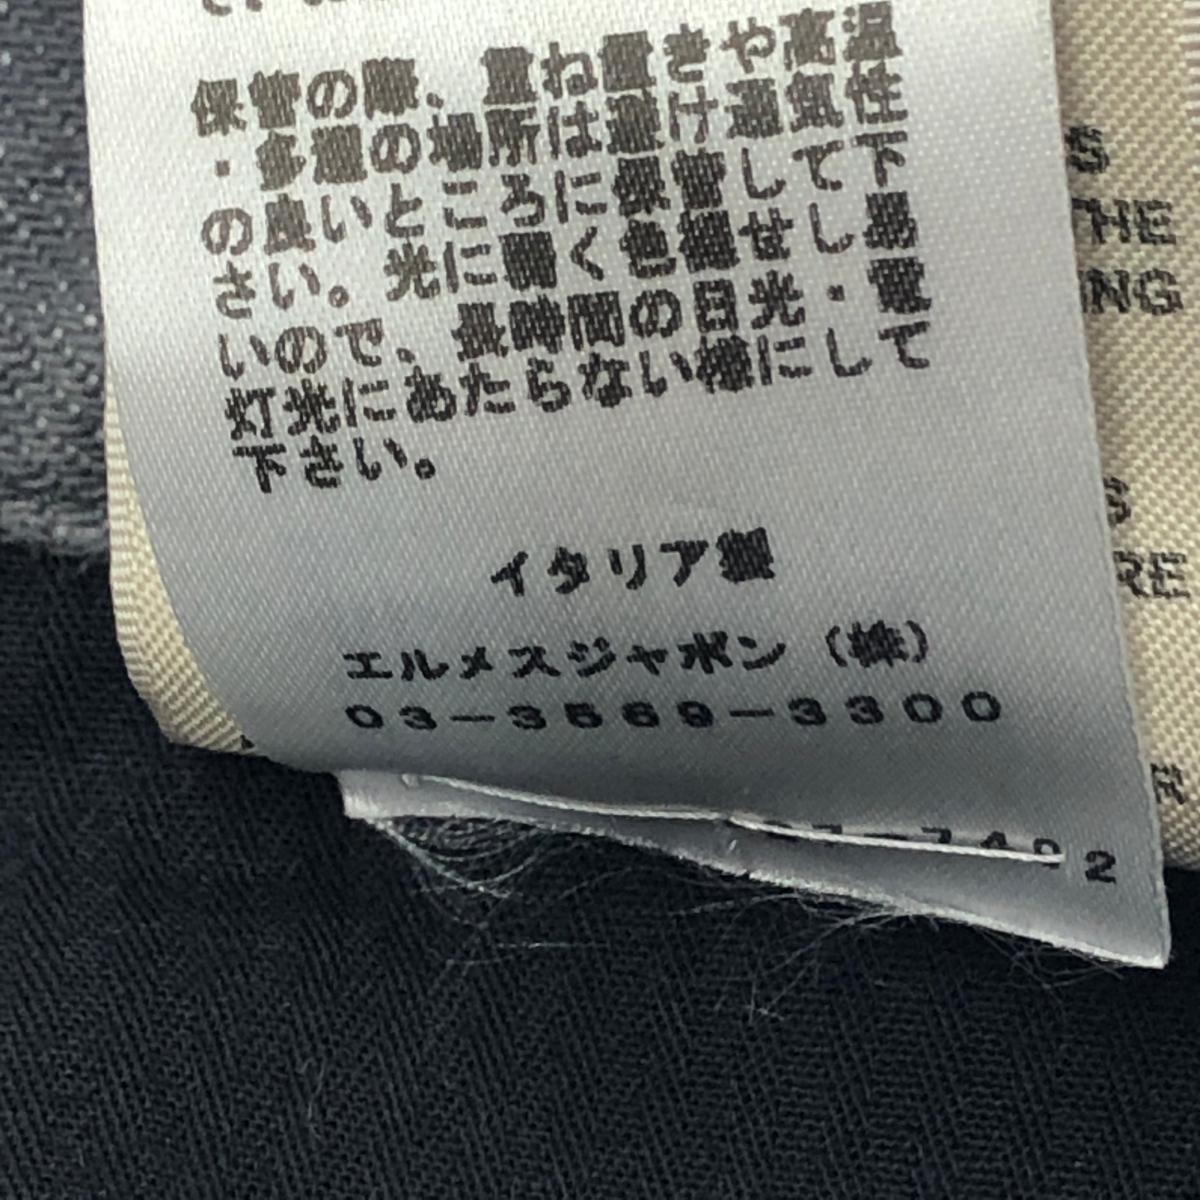 保管の際、重ね置きや高温
・多湿の場所は避け通気性
の良いところに保管して下
さい。光に弱く色褪せし易
いので、長時間の日光・電
灯光にあたらない様にして
下さい。
イタリア製
エルメスジャポン（株）
03-3569-3300
7492
S
THE
ING
S
RE
R